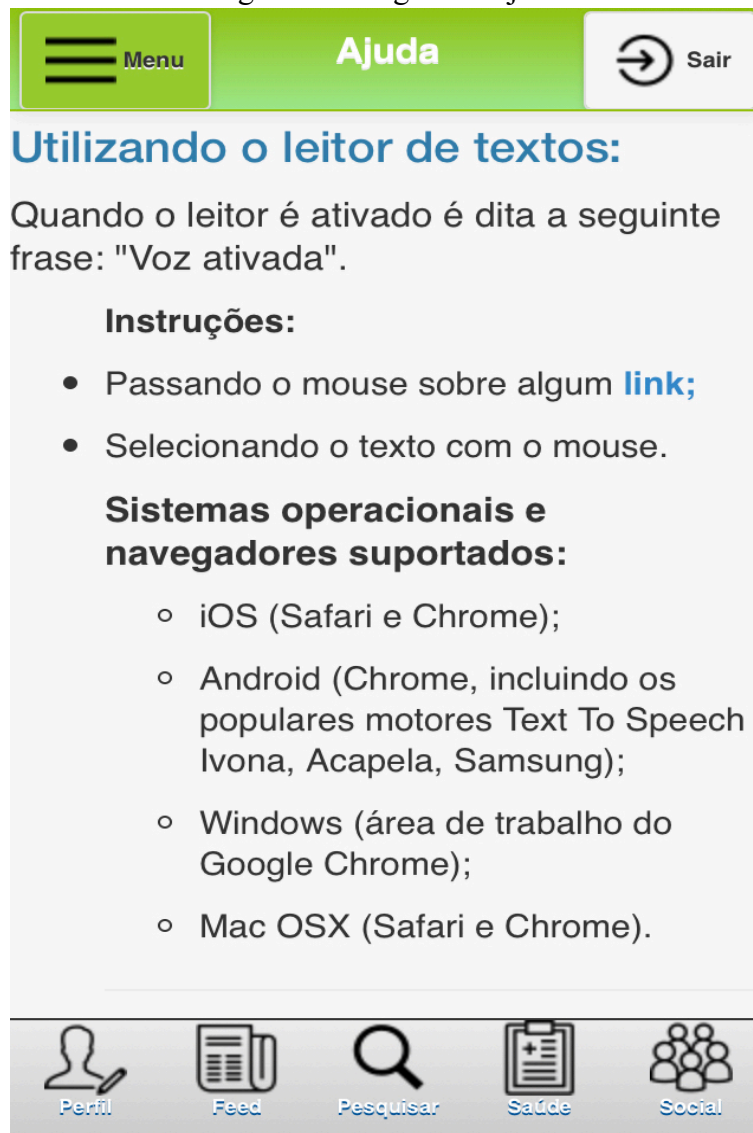 Menu
Ajuda
Sair
Utilizando o leitor de textos:
Quando o leitor é ativado é dita a seguinte
frase: "Voz ativada".
Instruções:
• Passando o mouse sobre algum link;
• Selecionando o texto com o mouse.
Sistemas operacionais e
navegadores suportados:
◦ iOS (Safari e Chrome);
◦ Android (Chrome, incluindo os
populares motores Text To Speech
Ivona, Acapela, Samsung);
◦ Windows (área de trabalho do
Google Chrome);
◦ Mac OSX (Safari e Chrome).
Perfil
Feed
Pesquisar
Saúde
Social